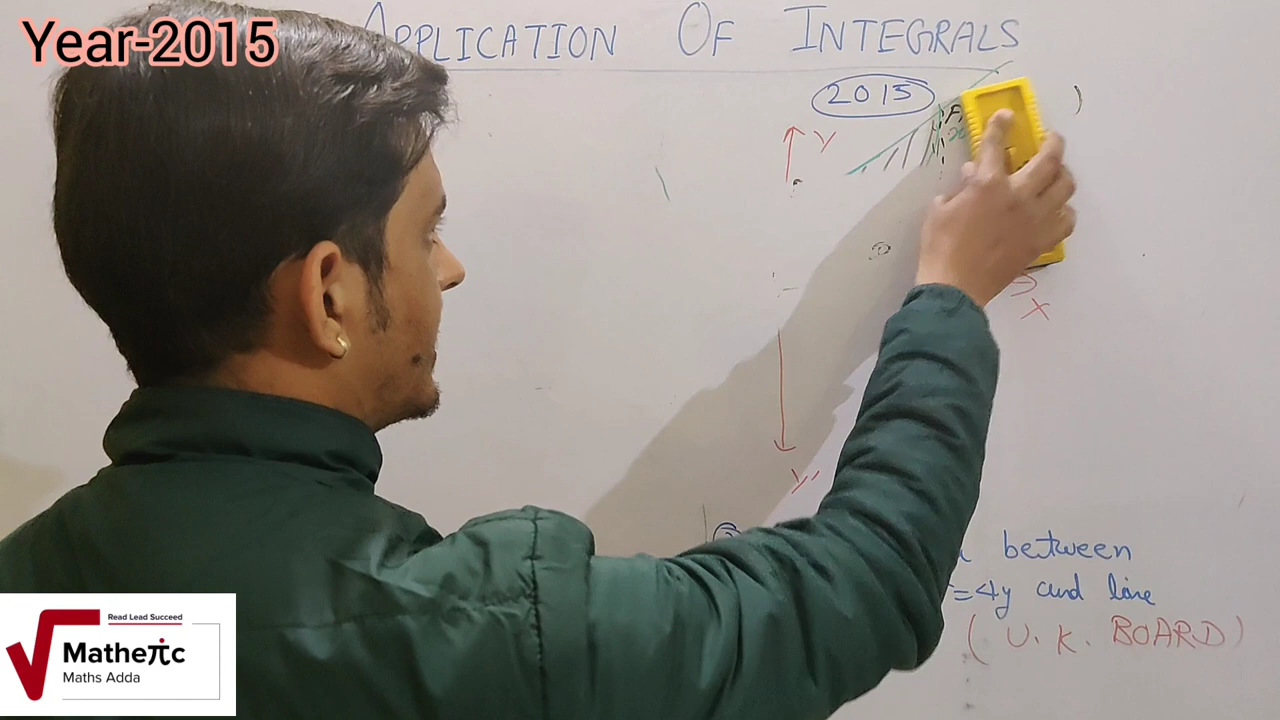 Year-2015
APPLICATION OF INTEGRALS
2015
Y
A
X
Y'
between
=4y and line
(U.K. BOARD)
Read Lead Succeed
Matheπc
Maths Adda